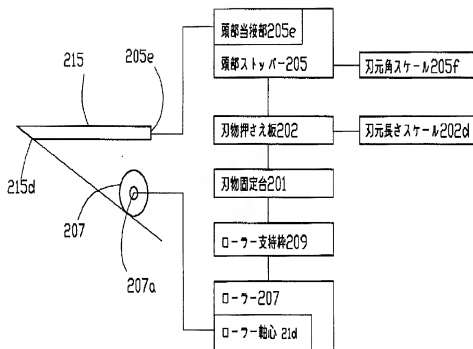 頭部当接部205e
頭部ストッパー205
刃元角スケール205f
215
205e
刃物押さえ板202
刃元長さスケール202d
215d
刃物固定台201
207
207a
ローラー支持枠209
ローラー207
ローラー軸心21d